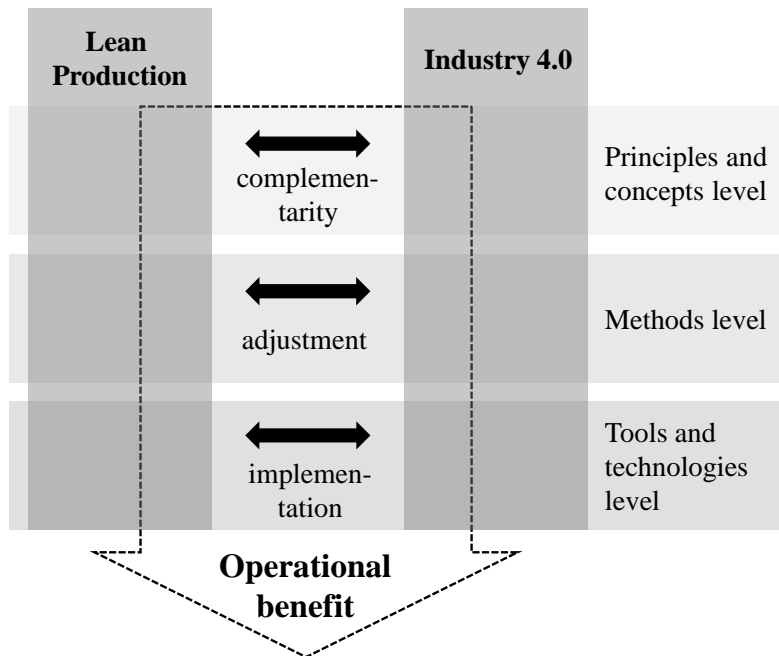 Lean
Production
Industry 4.0
complemen-
tarity
Principles and
concepts level
adjustment
Methods level
implemen-
tation
Tools and
technologies
level
Operational
benefit